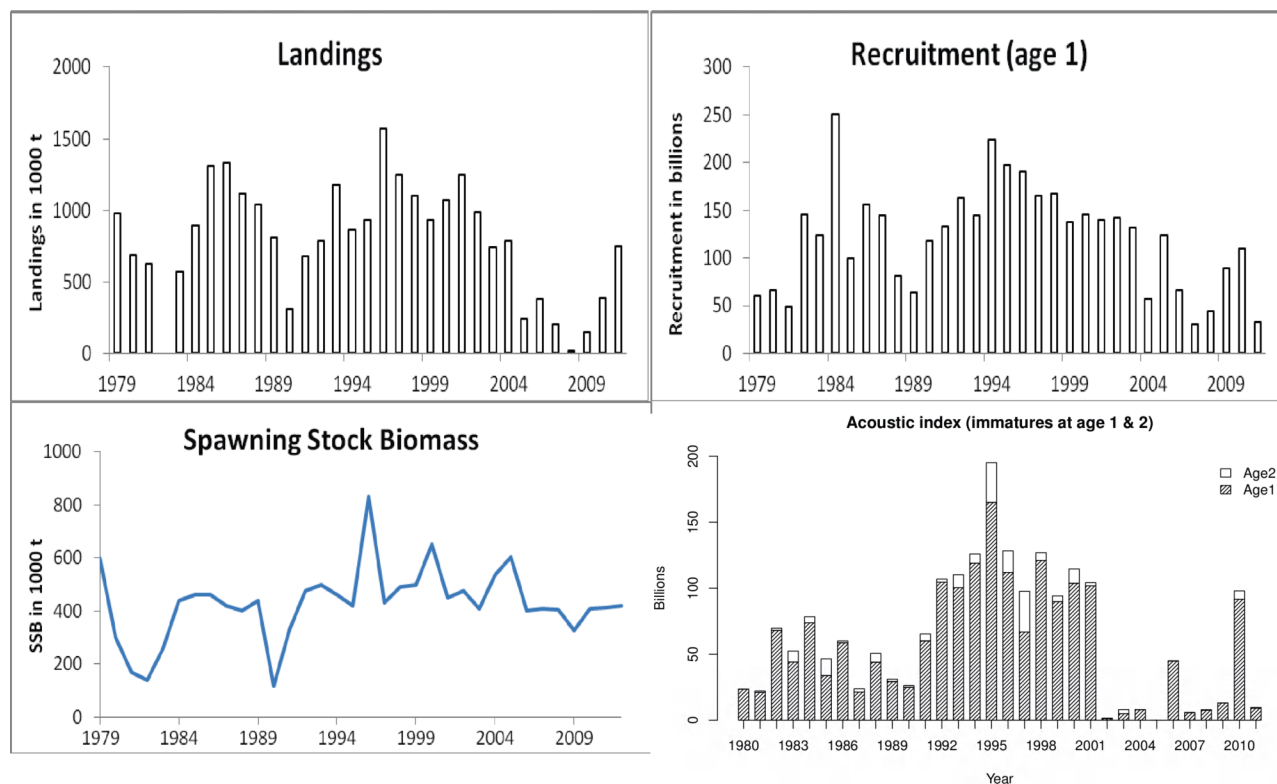 Landings
Landings in 1000 t
2000
1500
1000
500
0
1979 1984 1989 1994 1999 2004 2009
Recruitment (age 1)
Recruitment in billions
300
250
200
150
100
50
0
1979 1984 1989 1994 1999 2004 2009
Spawning Stock Biomass
SSB in 1000 t
1000
800
600
400
200
0
1979 1984 1989 1994 1999 2004 2009
Acoustic index (immatures at age 1 & 2)
Billions
200
150
100
50
0
Age2
Age1
1980 1983 1986 1989 1992 1995 1998 2001 2004 2007 2010
Year